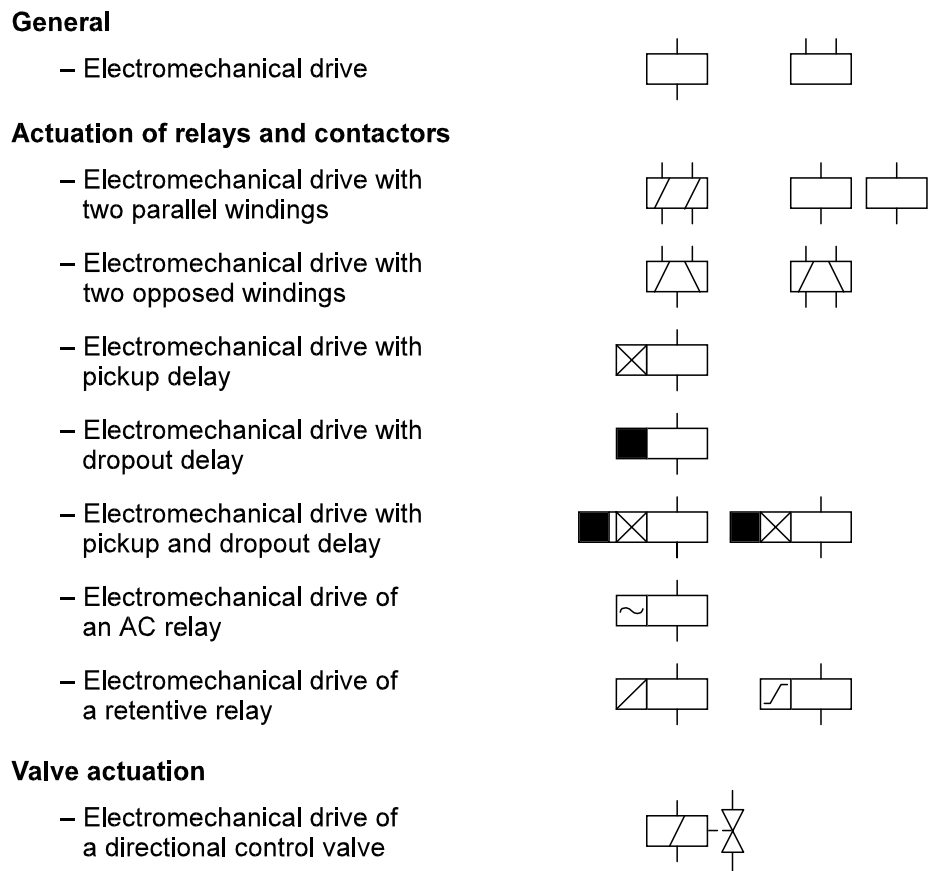 General
– Electromechanical drive
Actuation of relays and contactors
– Electromechanical drive with
two parallel windings
– Electromechanical drive with
two opposed windings
– Electromechanical drive with
pickup delay
– Electromechanical drive with
dropout delay
– Electromechanical drive with
pickup and dropout delay
– Electromechanical drive of
an AC relay
– Electromechanical drive of
a retentive relay
Valve actuation
– Electromechanical drive of
a directional control valve